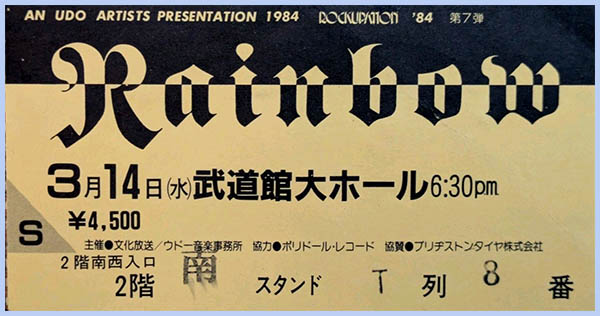 AN UDO ARTISTS PRESENTATION 1984 ROCKUPATION '84 第7弾
Rainbow
3月14日(水)武道館大ホール6:30pm
¥4,500
S
主催●文化放送/ウドー音楽事務所 協力●ポリドール・レコード 協賛●ブリヂストンタイヤ株式会社
2階南西入口
2階 南 スタンド T 列 8 番